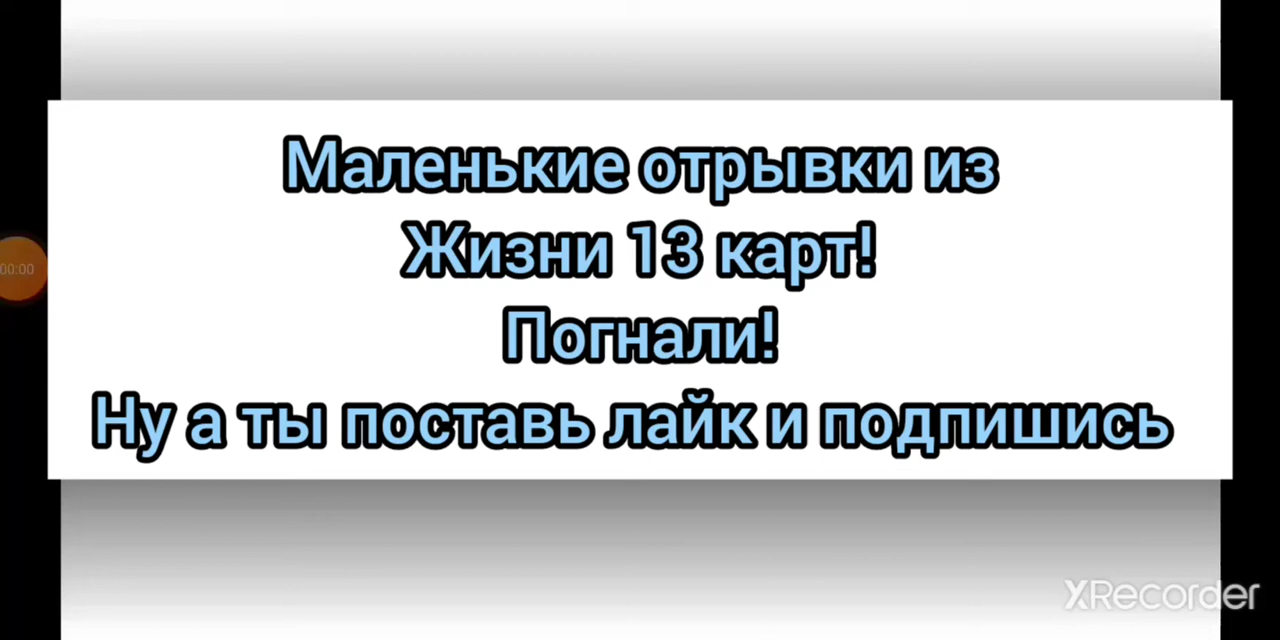 Маленькие отрывки из
Жизни 13 карт!
Погнали!
Ну а ты поставь лайк и подпишись
00:00
XRecorder